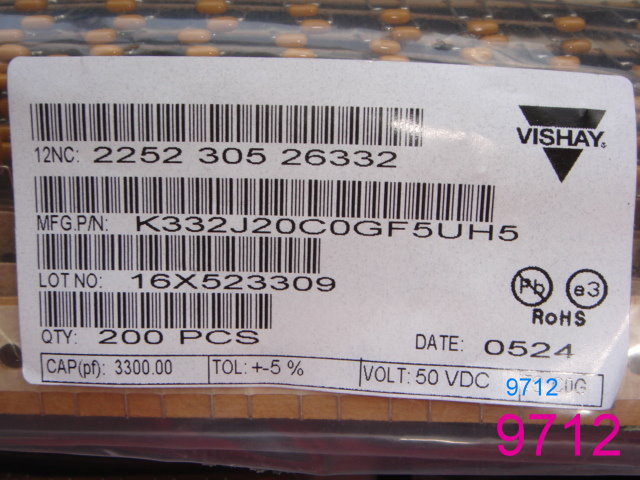 VISHAY
12NC: 2252 305 26332
MFG.P/N: K332J20C0GF5UH5
LOT NO: 16X523309
Pb e3
RoHS
QTY: 200 PCS
DATE: 0524
CAP(pf): 3300.00 TOL: +-5 % VOLT: 50 VDC 9712
9712